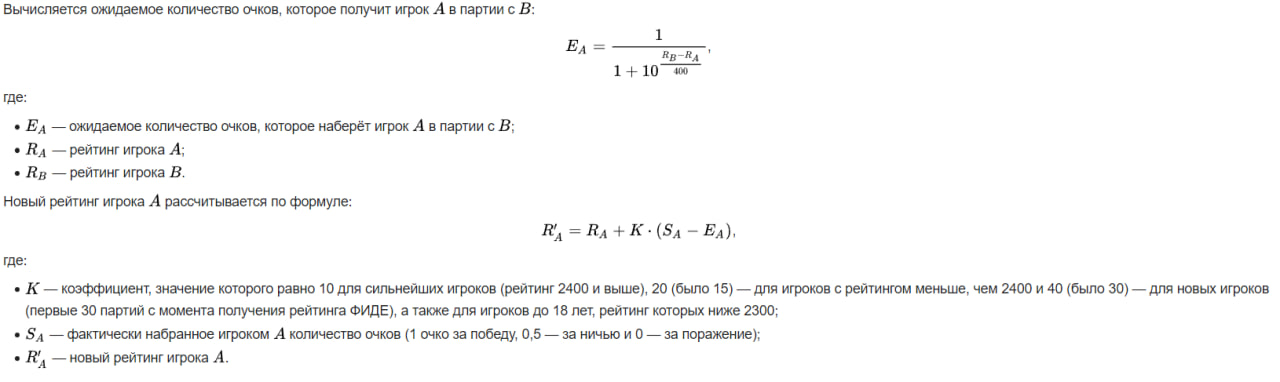 Вычисляется ожидаемое количество очков, которое получит игрок A в партии с B:
E_A = 1 / (1 + 10^((R_B − R_A)/400)),
где:
• E_A — ожидаемое количество очков, которое наберёт игрок A в партии с B;
• R_A — рейтинг игрока A;
• R_B — рейтинг игрока B.
Новый рейтинг игрока A рассчитывается по формуле:
R′_A = R_A + K · (S_A − E_A),
где:
• K — коэффициент, значение которого равно 10 для сильнейших игроков (рейтинг 2400 и выше), 20 (было 15) — для игроков с рейтингом меньше, чем 2400 и 40 (было 30) — для новых игроков
(первые 30 партий с момента получения рейтинга ФИДЕ), а также для игроков до 18 лет, рейтинг которых ниже 2300;
• S_A — фактически набранное игроком A количество очков (1 очко за победу, 0,5 — за ничью и 0 — за поражение);
• R′_A — новый рейтинг игрока A.